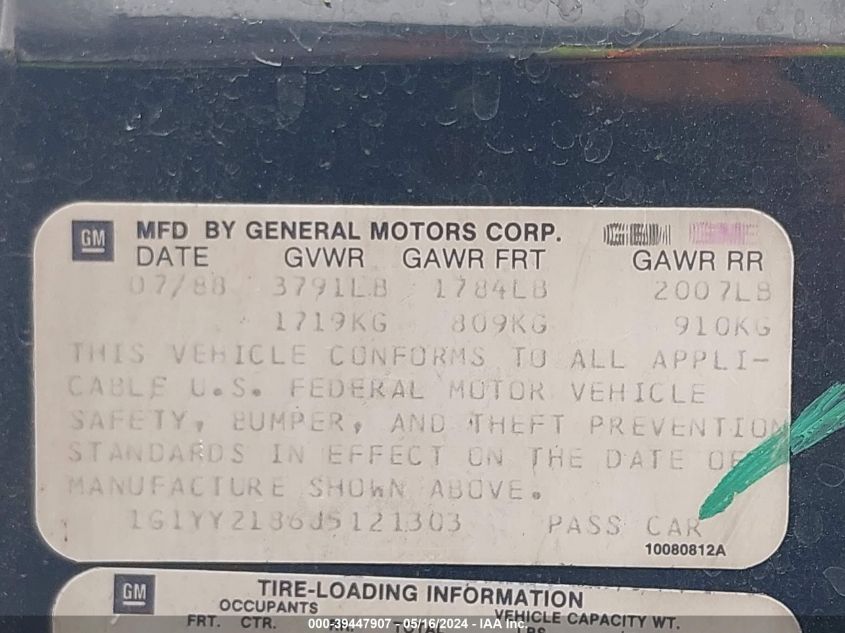 GM MFD BY GENERAL MOTORS CORP.
DATE GVWR GAWR FRT GAWR RR
07/88 3791LB 1784LB 2007LB
1719KG 809KG 910KG
THIS VEHICLE CONFORMS TO ALL APPLI-
CABLE U.S. FEDERAL MOTOR VEHICLE
SAFETY, BUMPER, AND THEFT PREVENTION
STANDARDS IN EFFECT ON THE DATE OF
MANUFACTURE SHOWN ABOVE.
1G1YY2186J5121303 PASS CAR
10080812A
GM TIRE-LOADING INFORMATION
OCCUPANTS VEHICLE CAPACITY WT.
FRT. CTR. RR. TOTAL LBS
000-39447907 - 05/16/2024 - IAA Inc.